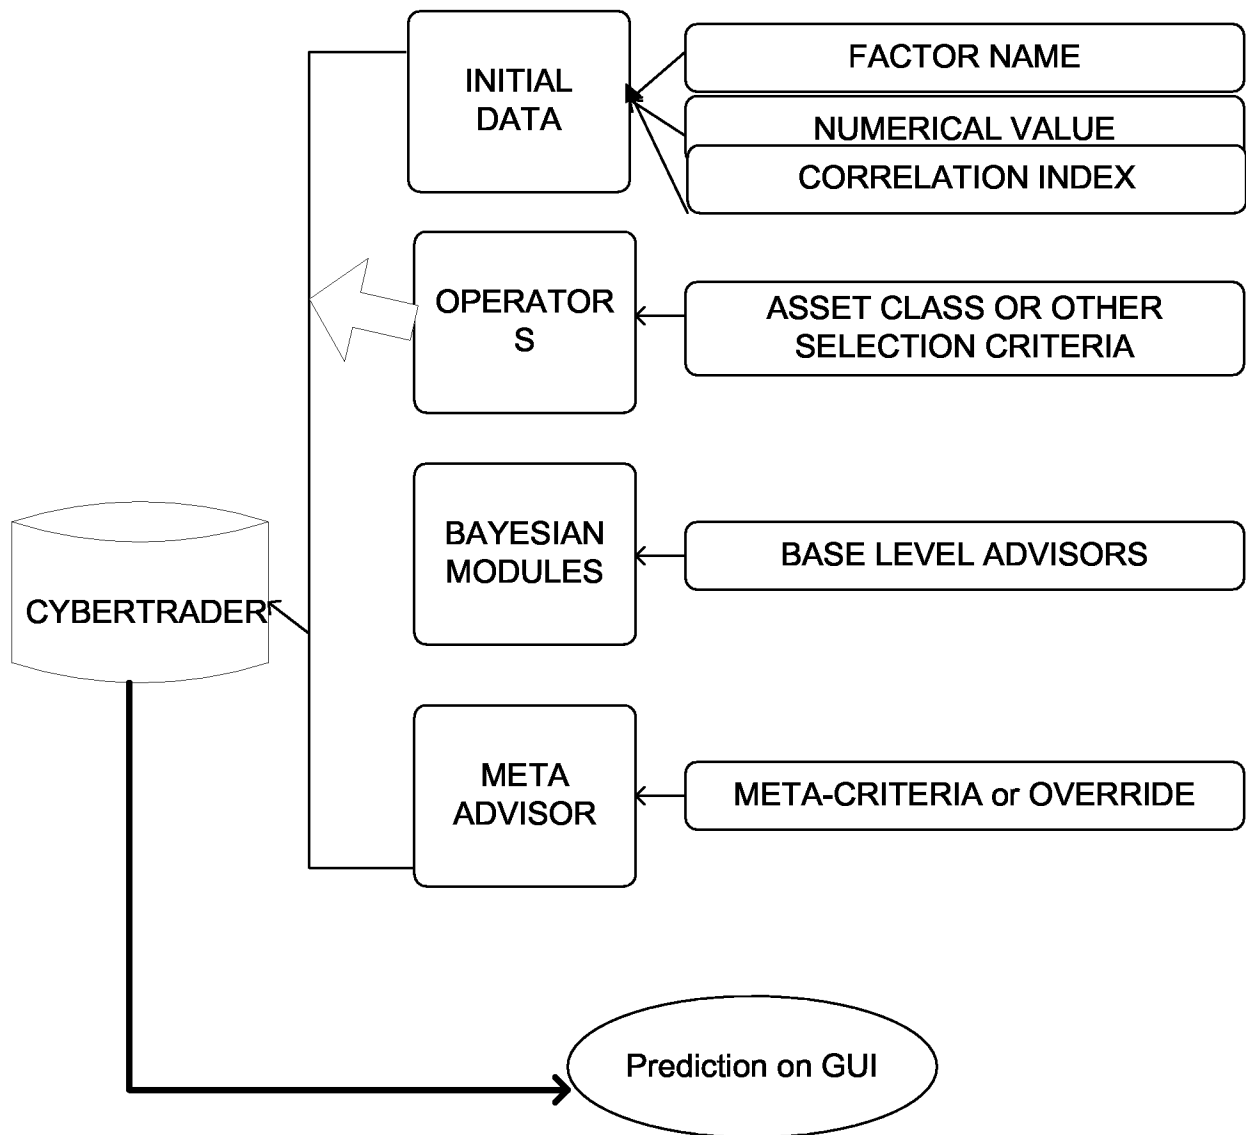 INITIAL
DATA
FACTOR NAME
NUMERICAL VALUE
CORRELATION INDEX
OPERATOR
S
ASSET CLASS OR OTHER
SELECTION CRITERIA
BAYESIAN
MODULES
BASE LEVEL ADVISORS
CYBERTRADER
META
ADVISOR
META-CRITERIA or OVERRIDE
Prediction on GUI